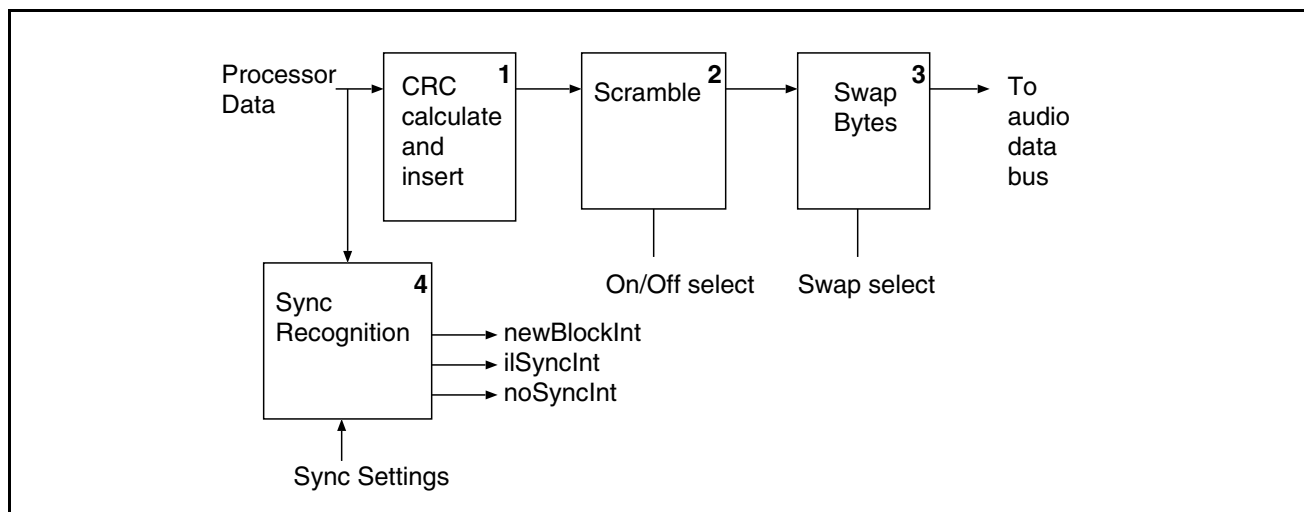 Processor
Data
1
CRC
calculate
and
insert
2
Scramble
3
Swap
Bytes
To
audio
data
bus
On/Off select
Swap select
4
Sync
Recognition
newBlockInt
ilSyncInt
noSyncInt
Sync Settings